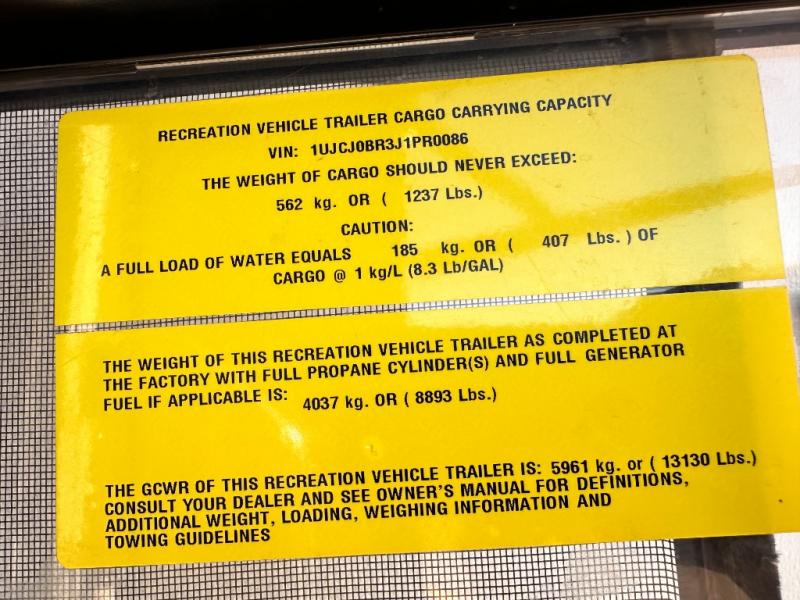 RECREATION VEHICLE TRAILER CARGO CARRYING CAPACITY
VIN: 1UJCJ0BR3J1PR0086
THE WEIGHT OF CARGO SHOULD NEVER EXCEED:
562 kg. OR ( 1237 Lbs.)
CAUTION:
A FULL LOAD OF WATER EQUALS 185 kg. OR ( 407 Lbs. ) OF
CARGO @ 1 kg/L (8.3 Lb/GAL)
THE WEIGHT OF THIS RECREATION VEHICLE TRAILER AS COMPLETED AT
THE FACTORY WITH FULL PROPANE CYLINDER(S) AND FULL GENERATOR
FUEL IF APPLICABLE IS: 4037 kg. OR ( 8893 Lbs.)
THE GCWR OF THIS RECREATION VEHICLE TRAILER IS: 5961 kg. or ( 13130 Lbs.)
CONSULT YOUR DEALER AND SEE OWNER'S MANUAL FOR DEFINITIONS,
ADDITIONAL WEIGHT, LOADING, WEIGHING INFORMATION AND
TOWING GUIDELINES